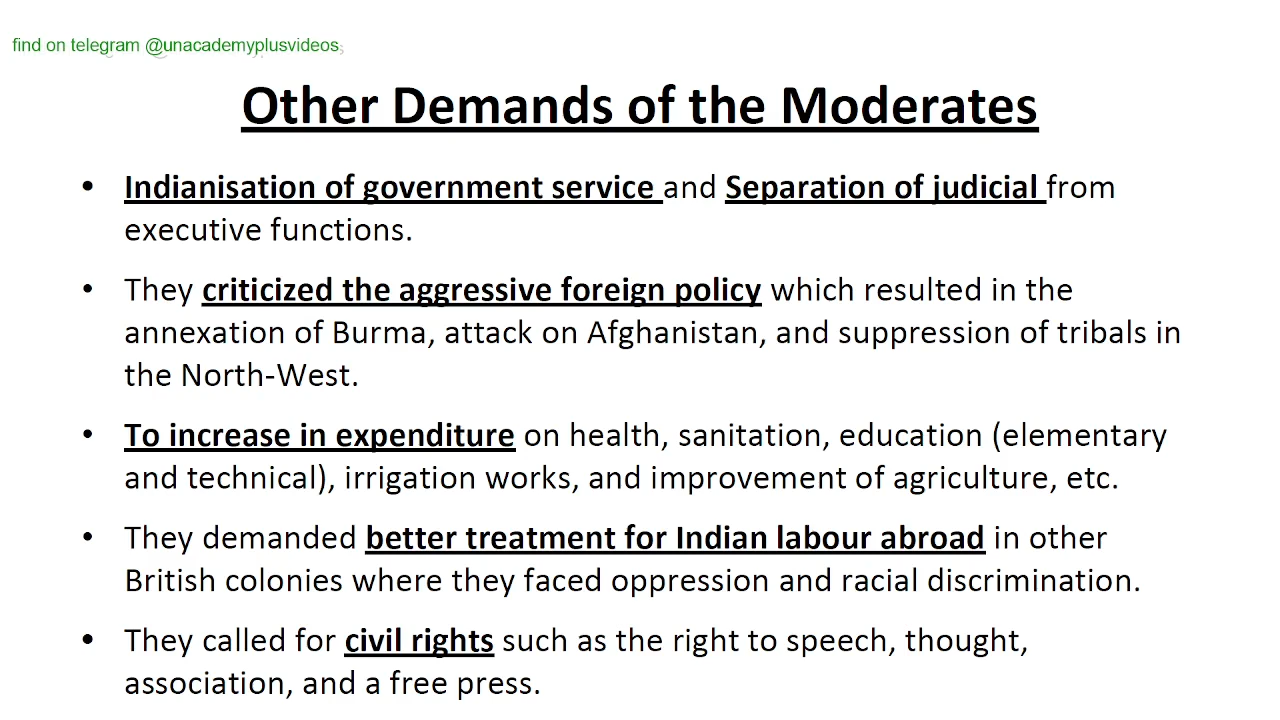 find on telegram @unacademyplusvideos
Other Demands of the Moderates
• Indianisation of government service and Separation of judicial from
executive functions.
• They criticized the aggressive foreign policy which resulted in the
annexation of Burma, attack on Afghanistan, and suppression of tribals in
the North-West.
• To increase in expenditure on health, sanitation, education (elementary
and technical), irrigation works, and improvement of agriculture, etc.
• They demanded better treatment for Indian labour abroad in other
British colonies where they faced oppression and racial discrimination.
• They called for civil rights such as the right to speech, thought,
association, and a free press.